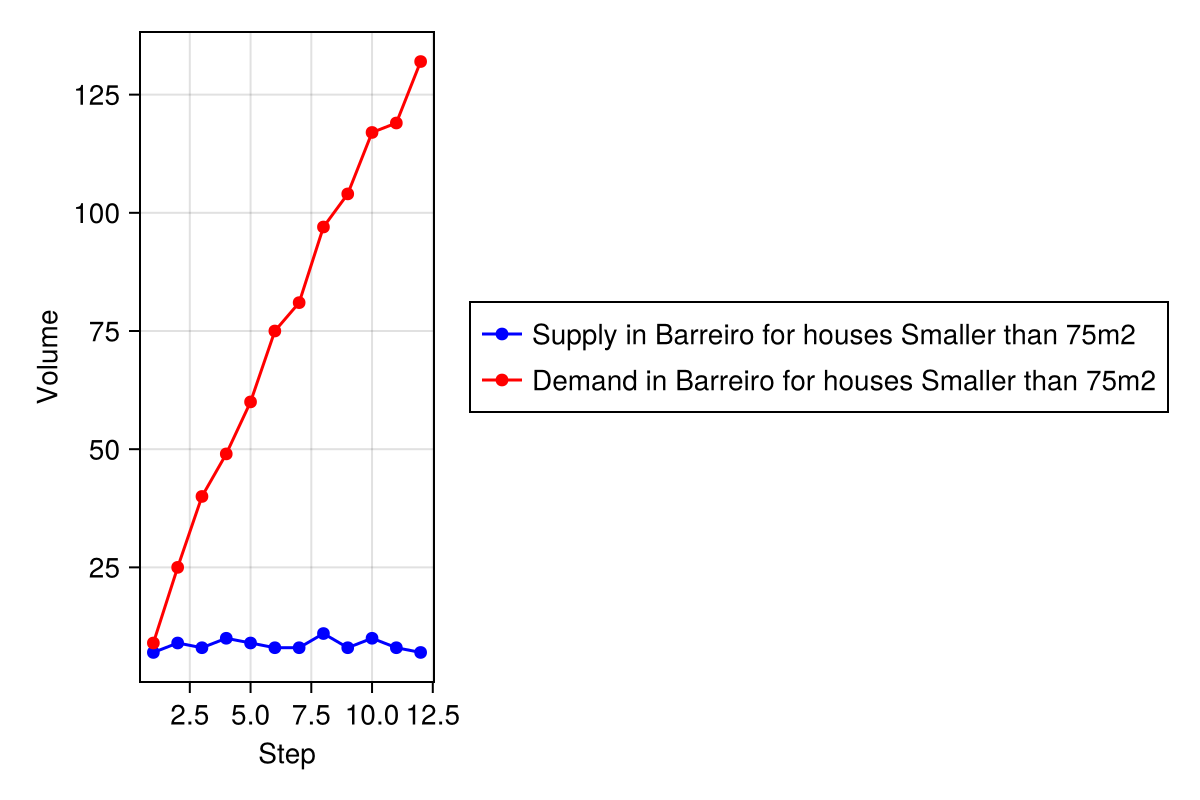 125
100
75
50
25
Volume
2.5 5.0 7.5 10.0 12.5
Step
Supply in Barreiro for houses Smaller than 75m2
Demand in Barreiro for houses Smaller than 75m2